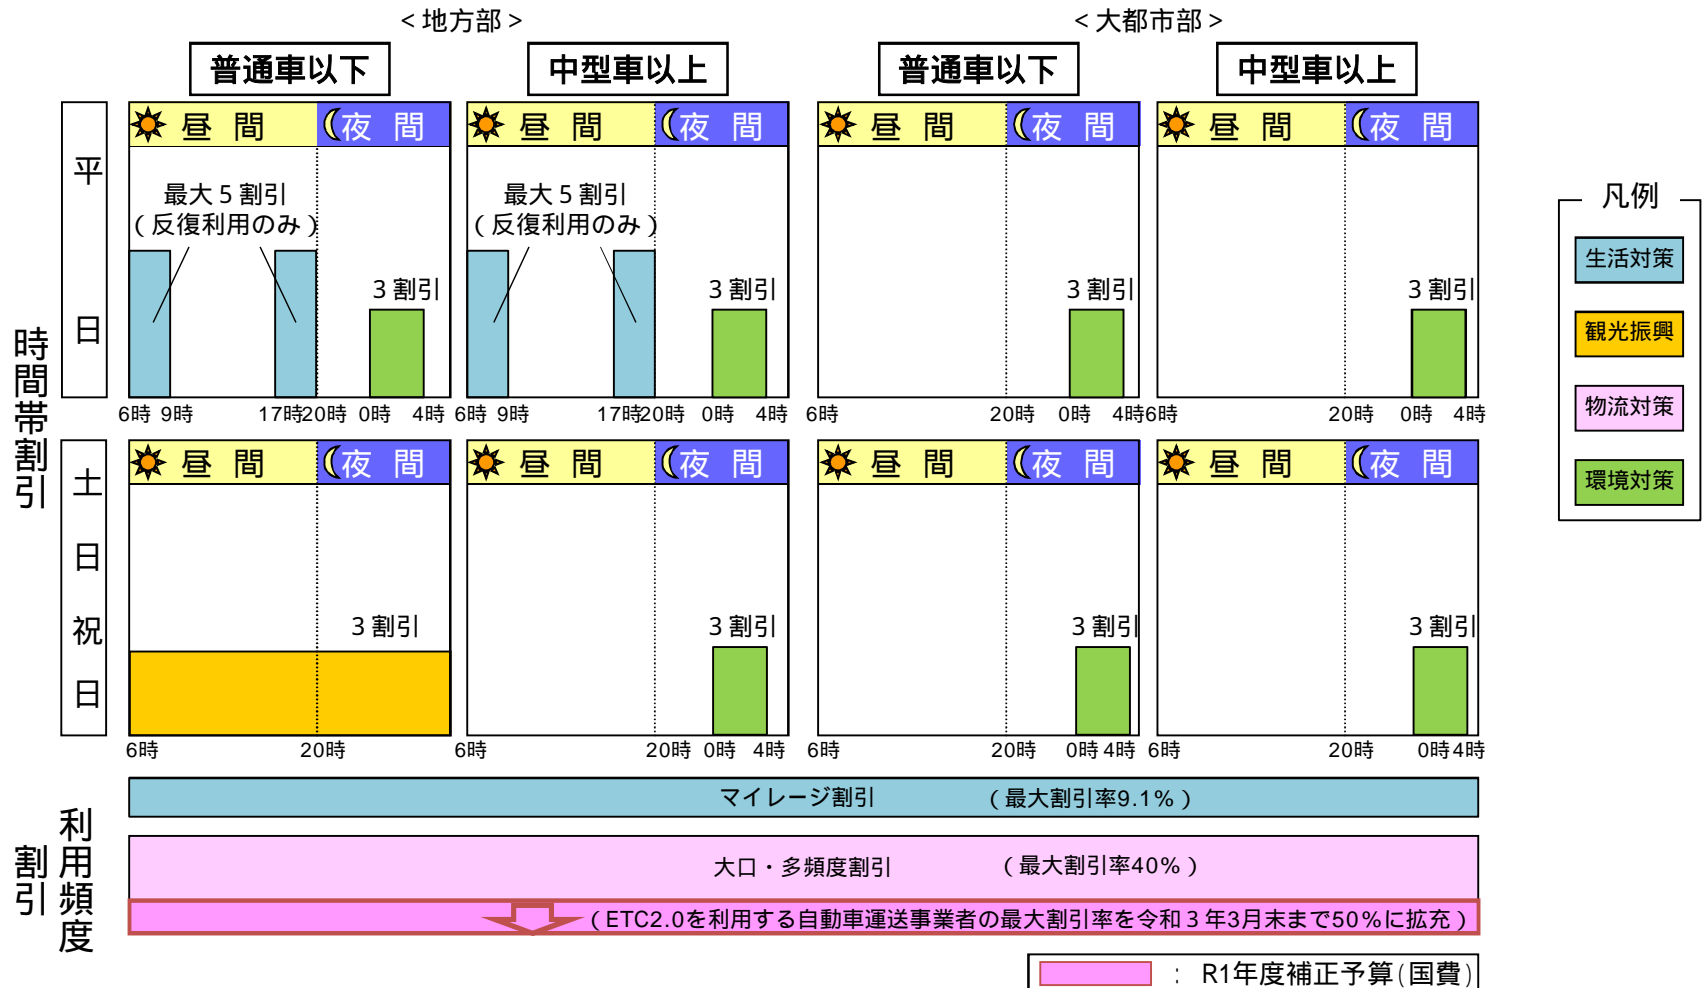 ＜地方部＞
＜大都市部＞
普通車以下
中型車以上
普通車以下
中型車以上
時間帯割引
平日
昼間
夜間
最大５割引
（反復利用のみ）
3割引
6時 9時 17時20時 0時 4時
昼間
夜間
最大５割引
（反復利用のみ）
3割引
6時 9時 17時20時 0時 4時
昼間
夜間
3割引
6時 20時 0時 4時
昼間
夜間
3割引
6時 20時 0時 4時
土日祝日
昼間
夜間
3割引
6時 20時
昼間
夜間
3割引
6時 20時 0時 4時
昼間
夜間
3割引
6時 20時 0時 4時
昼間
夜間
3割引
6時 20時 0時4時
凡例
生活対策
観光振興
物流対策
環境対策
利用頻度
割引
マイレージ割引 （最大割引率9.1%）
大口・多頻度割引 （最大割引率40%）
（ETC2.0を利用する自動車運送事業者の最大割引率を令和３年3月末まで50%に拡充）
： R1年度補正予算(国費)